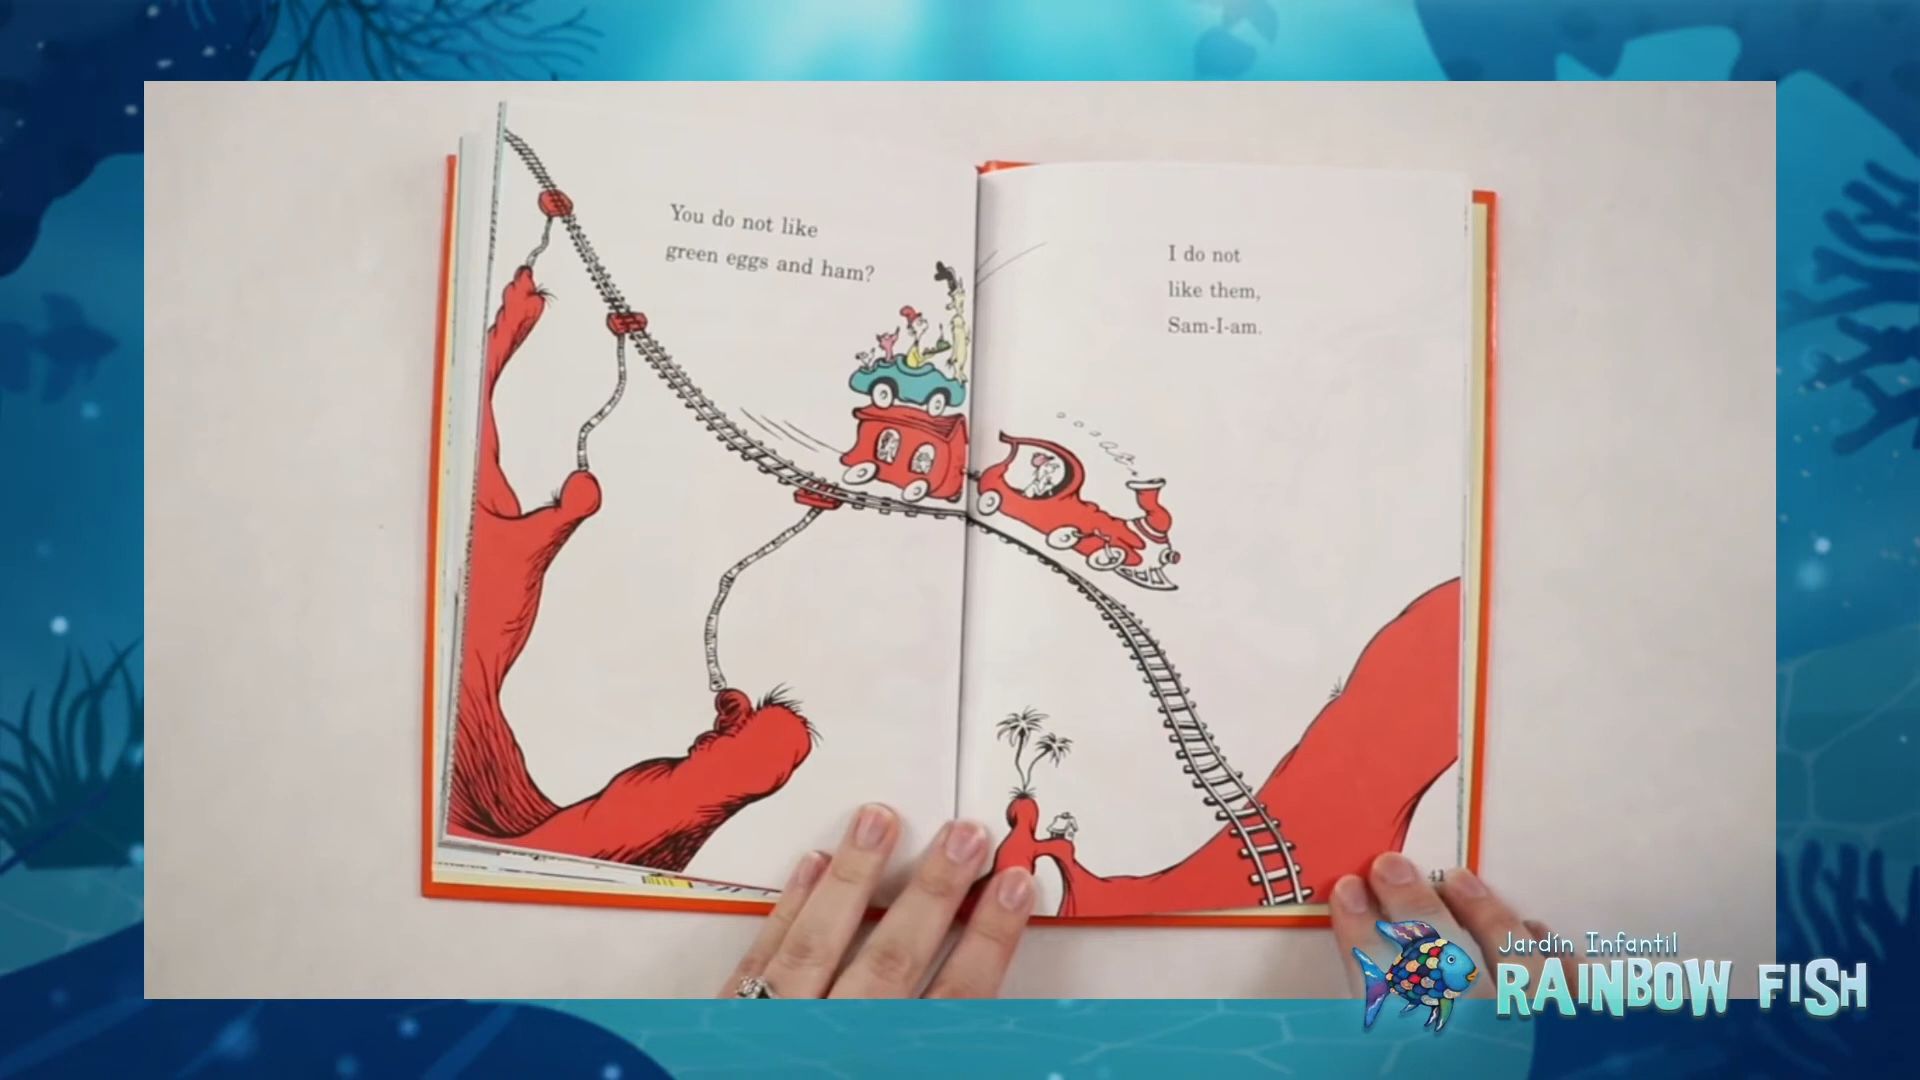 You do not like
green eggs and ham?
I do not
like them,
Sam-I-am.
41
Jardín Infantil
RAINBOW FISH